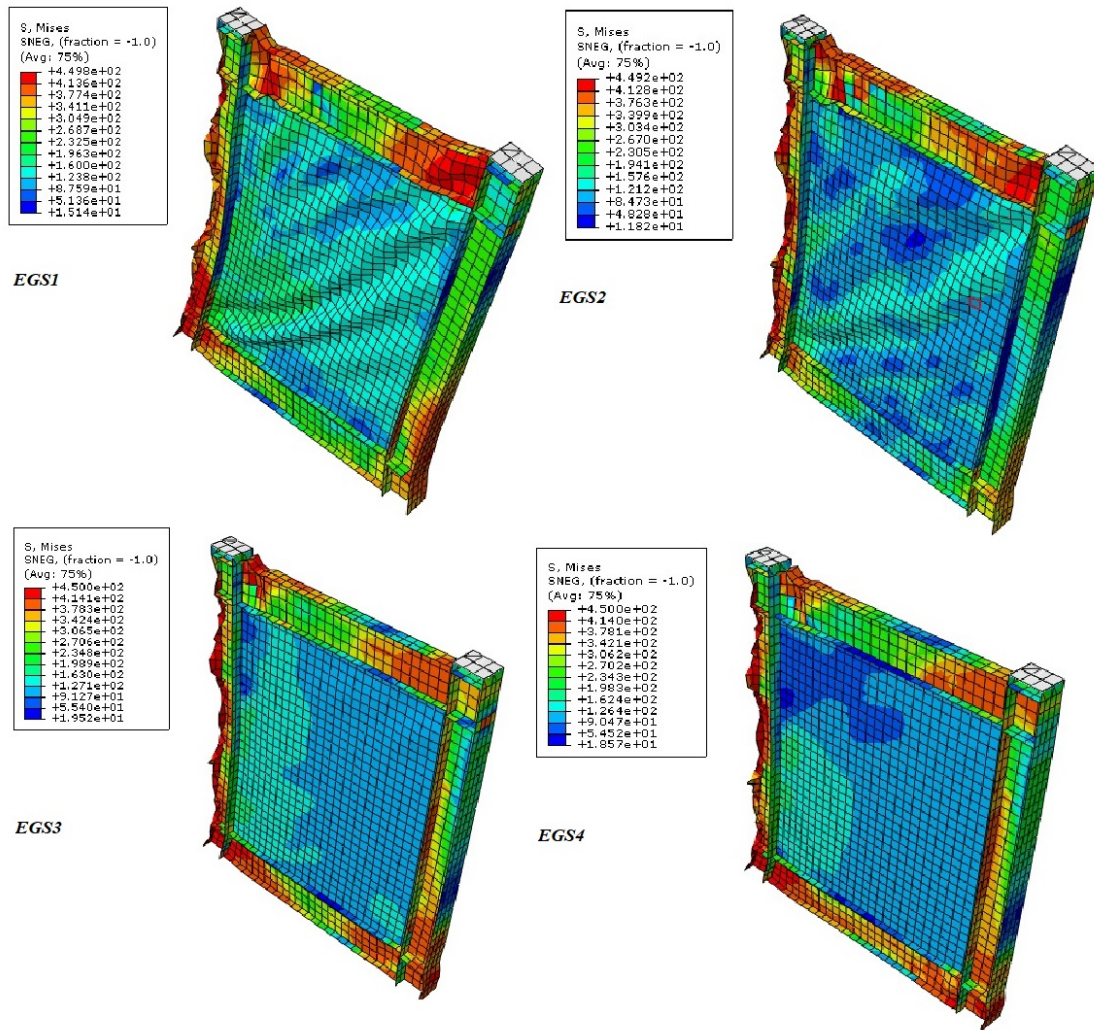 S, Mises
SNEG, (fraction = -1.0)
(Avg: 75%)
+4.498e+02
+4.136e+02
+3.774e+02
+3.411e+02
+3.049e+02
+2.687e+02
+2.325e+02
+1.963e+02
+1.600e+02
+1.238e+02
+8.759e+01
+5.136e+01
+1.514e+01
EGS1
S, Mises
SNEG, (fraction = -1.0)
(Avg: 75%)
+4.492e+02
+4.128e+02
+3.763e+02
+3.399e+02
+3.034e+02
+2.670e+02
+2.305e+02
+1.941e+02
+1.576e+02
+1.212e+02
+8.473e+01
+4.828e+01
+1.182e+01
EGS2
S, Mises
SNEG, (fraction = -1.0)
(Avg: 75%)
+4.500e+02
+4.141e+02
+3.783e+02
+3.424e+02
+3.065e+02
+2.706e+02
+2.348e+02
+1.989e+02
+1.630e+02
+1.271e+02
+9.127e+01
+5.540e+01
+1.952e+01
EGS3
S, Mises
SNEG, (fraction = -1.0)
(Avg: 75%)
+4.500e+02
+4.140e+02
+3.781e+02
+3.421e+02
+3.062e+02
+2.702e+02
+2.343e+02
+1.983e+02
+1.624e+02
+1.264e+02
+9.047e+01
+5.452e+01
+1.857e+01
EGS4